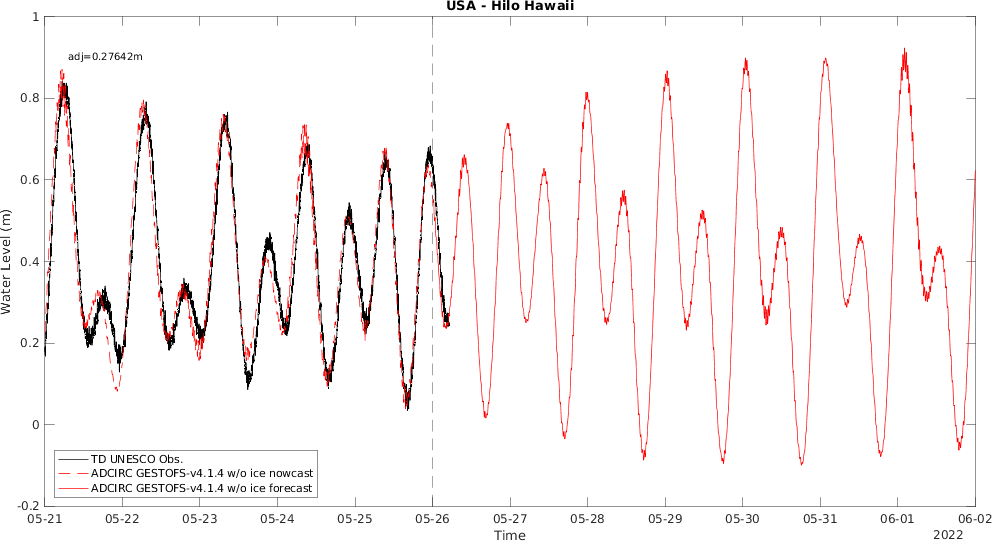 USA - Hilo Hawaii
adj=0.27642m
1
0.8
0.6
0.4
0.2
0
-0.2
Water Level (m)
TD UNESCO Obs.
ADCIRC GESTOFS-v4.1.4 w/o ice nowcast
ADCIRC GESTOFS-v4.1.4 w/o ice forecast
05-21 05-22 05-23 05-24 05-25 05-26 05-27 05-28 05-29 05-30 05-31 06-01 06-02
Time
2022